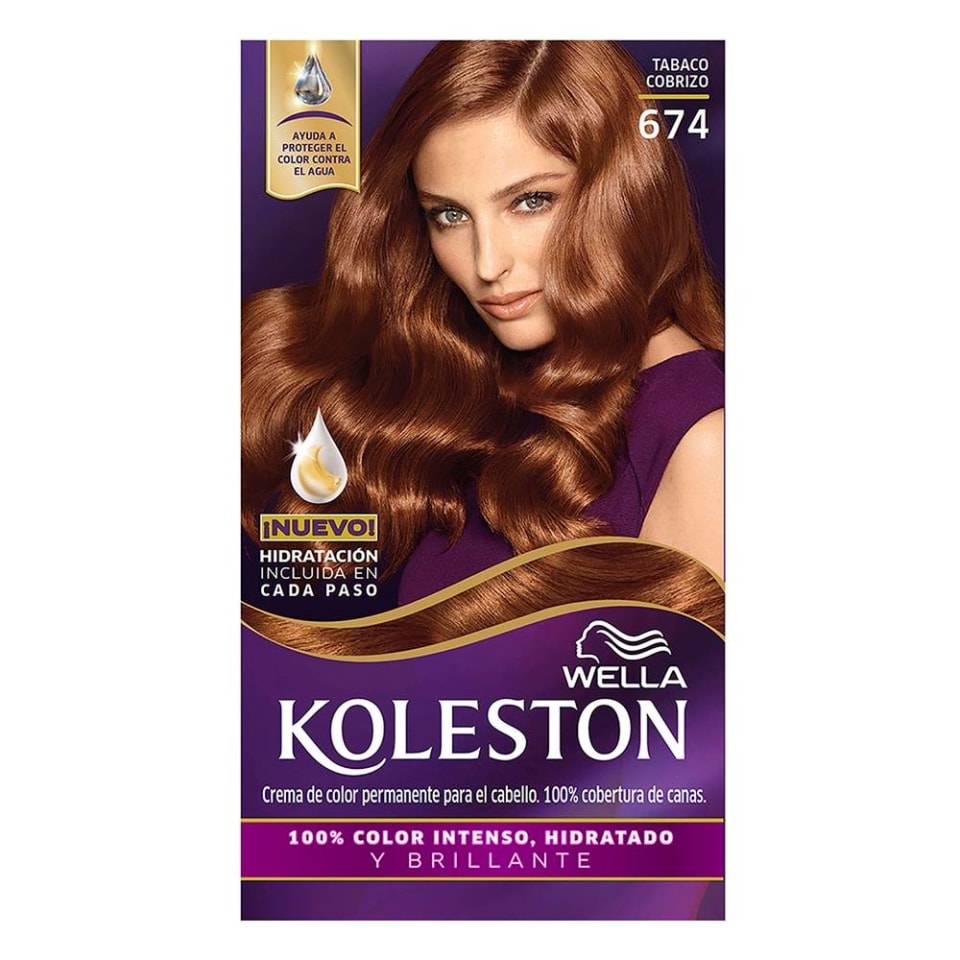 AYUDA A
PROTEGER EL
COLOR CONTRA
EL AGUA
TABACO
COBRIZO
674
¡NUEVO!
HIDRATACIÓN
INCLUIDA EN
CADA PASO
WELLA
KOLESTON
Crema de color permanente para el cabello. 100% cobertura de canas.
100% COLOR INTENSO, HIDRATADO
Y BRILLANTE